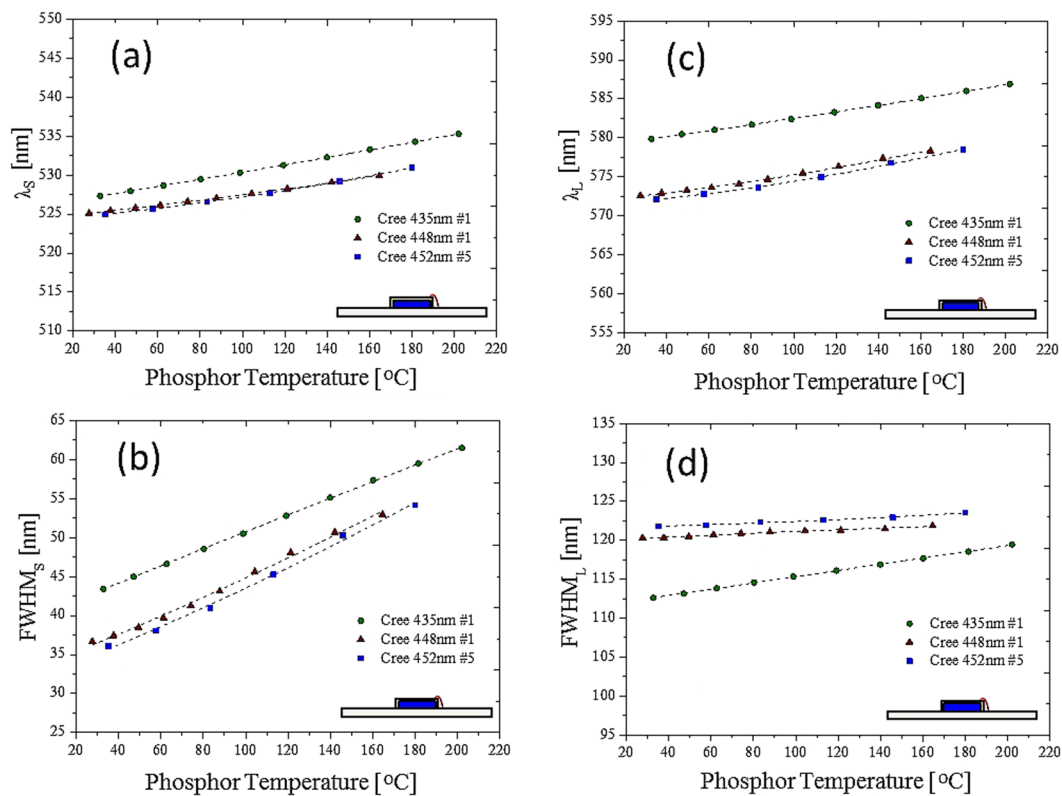 (a)
λS [nm]
550
545
540
535
530
525
520
515
510
Cree 435nm #1
Cree 448nm #1
Cree 452nm #5
20 40 60 80 100 120 140 160 180 200 220
Phosphor Temperature [ ºC]
(c)
λL [nm]
595
590
585
580
575
570
565
560
555
Cree 435nm #1
Cree 448nm #1
Cree 452nm #5
20 40 60 80 100 120 140 160 180 200 220
Phosphor Temperature [ ºC]
(b)
FWHMS [nm]
65
60
55
50
45
40
35
30
25
Cree 435nm #1
Cree 448nm #1
Cree 452nm #5
20 40 60 80 100 120 140 160 180 200 220
Phosphor Temperature [ ºC]
(d)
FWHML [nm]
135
130
125
120
115
110
105
100
95
Cree 435nm #1
Cree 448nm #1
Cree 452nm #5
20 40 60 80 100 120 140 160 180 200 220
Phosphor Temperature [ ºC]